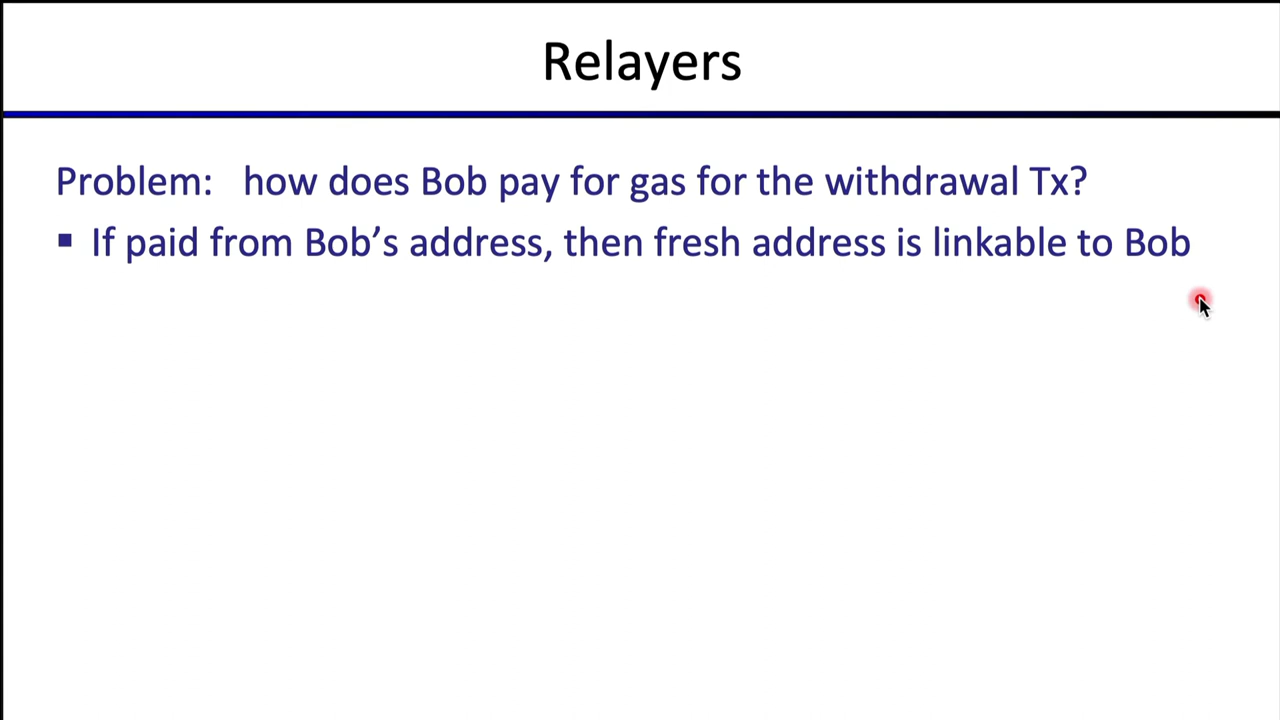 Relayers
Problem: how does Bob pay for gas for the withdrawal Tx?
▪ If paid from Bob’s address, then fresh address is linkable to Bob